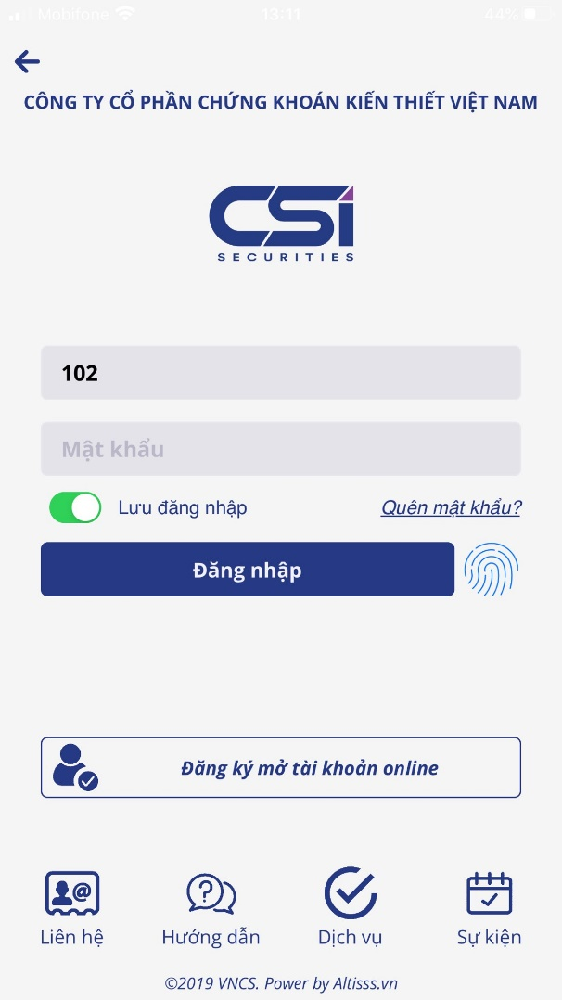 Mobifone 13:11 44%
CÔNG TY CỔ PHẦN CHỨNG KHOÁN KIẾN THIẾT VIỆT NAM
CSi
SECURITIES
102
Mật khẩu
Lưu đăng nhập Quên mật khẩu?
Đăng nhập
Đăng ký mở tài khoản online
Liên hệ Hướng dẫn Dịch vụ Sự kiện
©2019 VNCS. Power by Altisss.vn